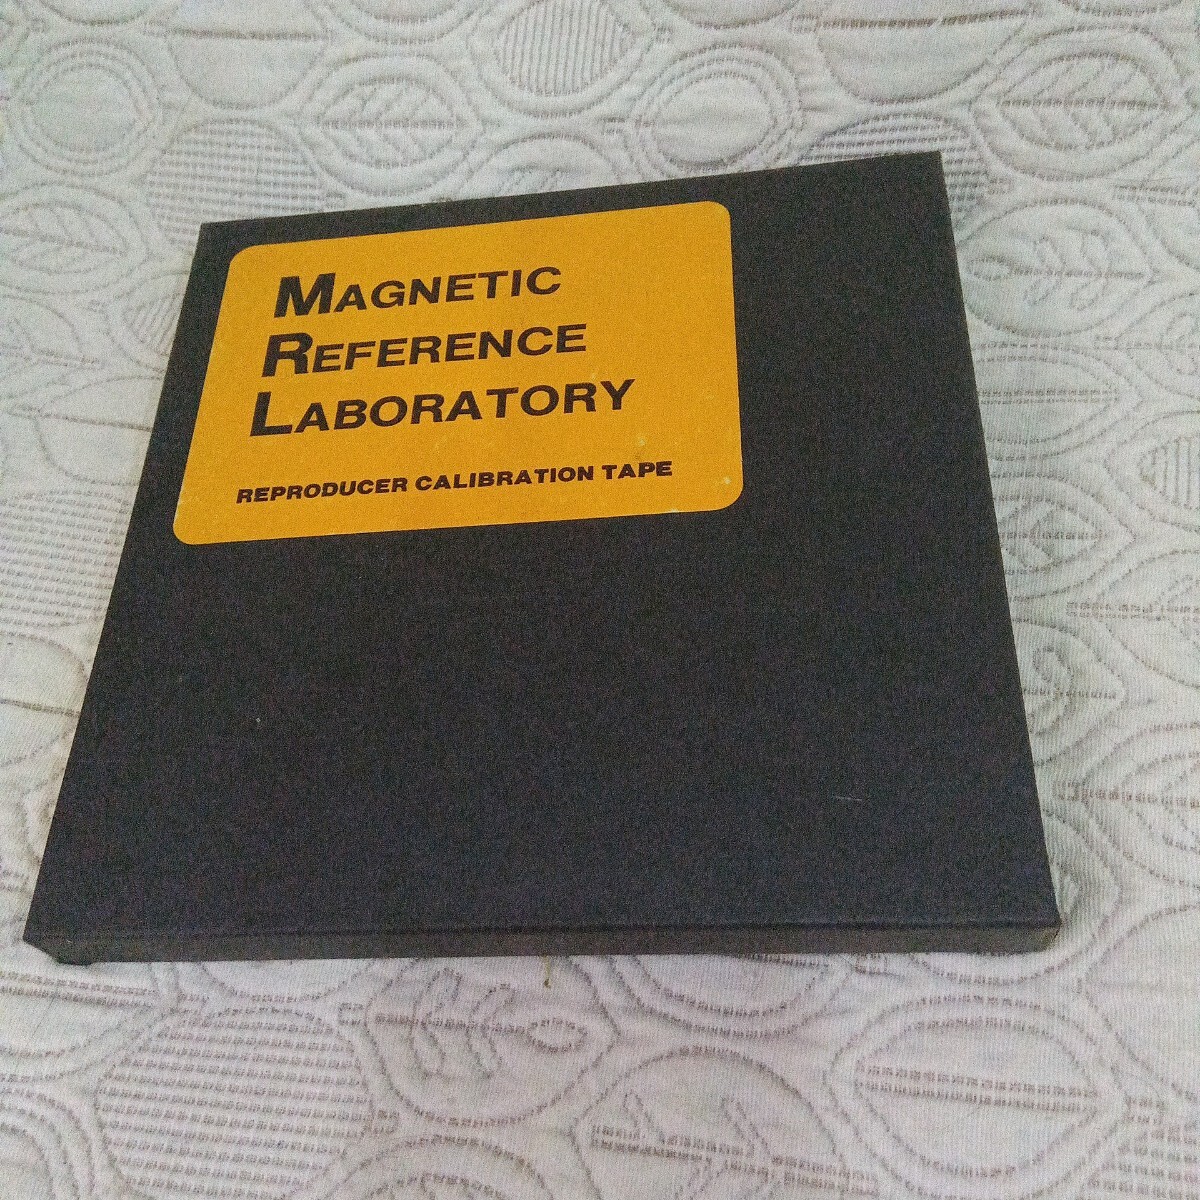 MAGNETIC
REFERENCE
LABORATORY
REPRODUCER CALIBRATION TAPE